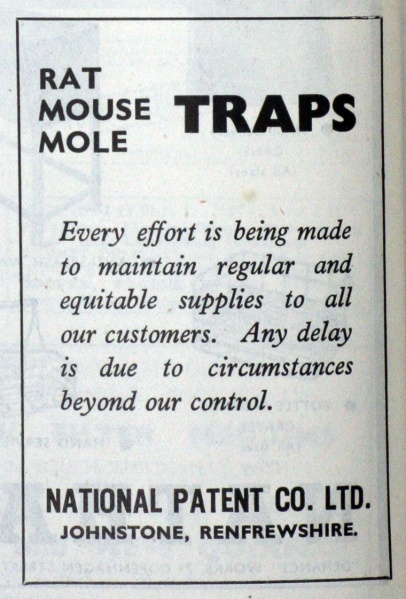 RAT
MOUSE TRAPS
MOLE
Every effort is being made
to maintain regular and
equitable supplies to all
our customers. Any delay
is due to circumstances
beyond our control.
NATIONAL PATENT CO. LTD.
JOHNSTONE, RENFREWSHIRE.